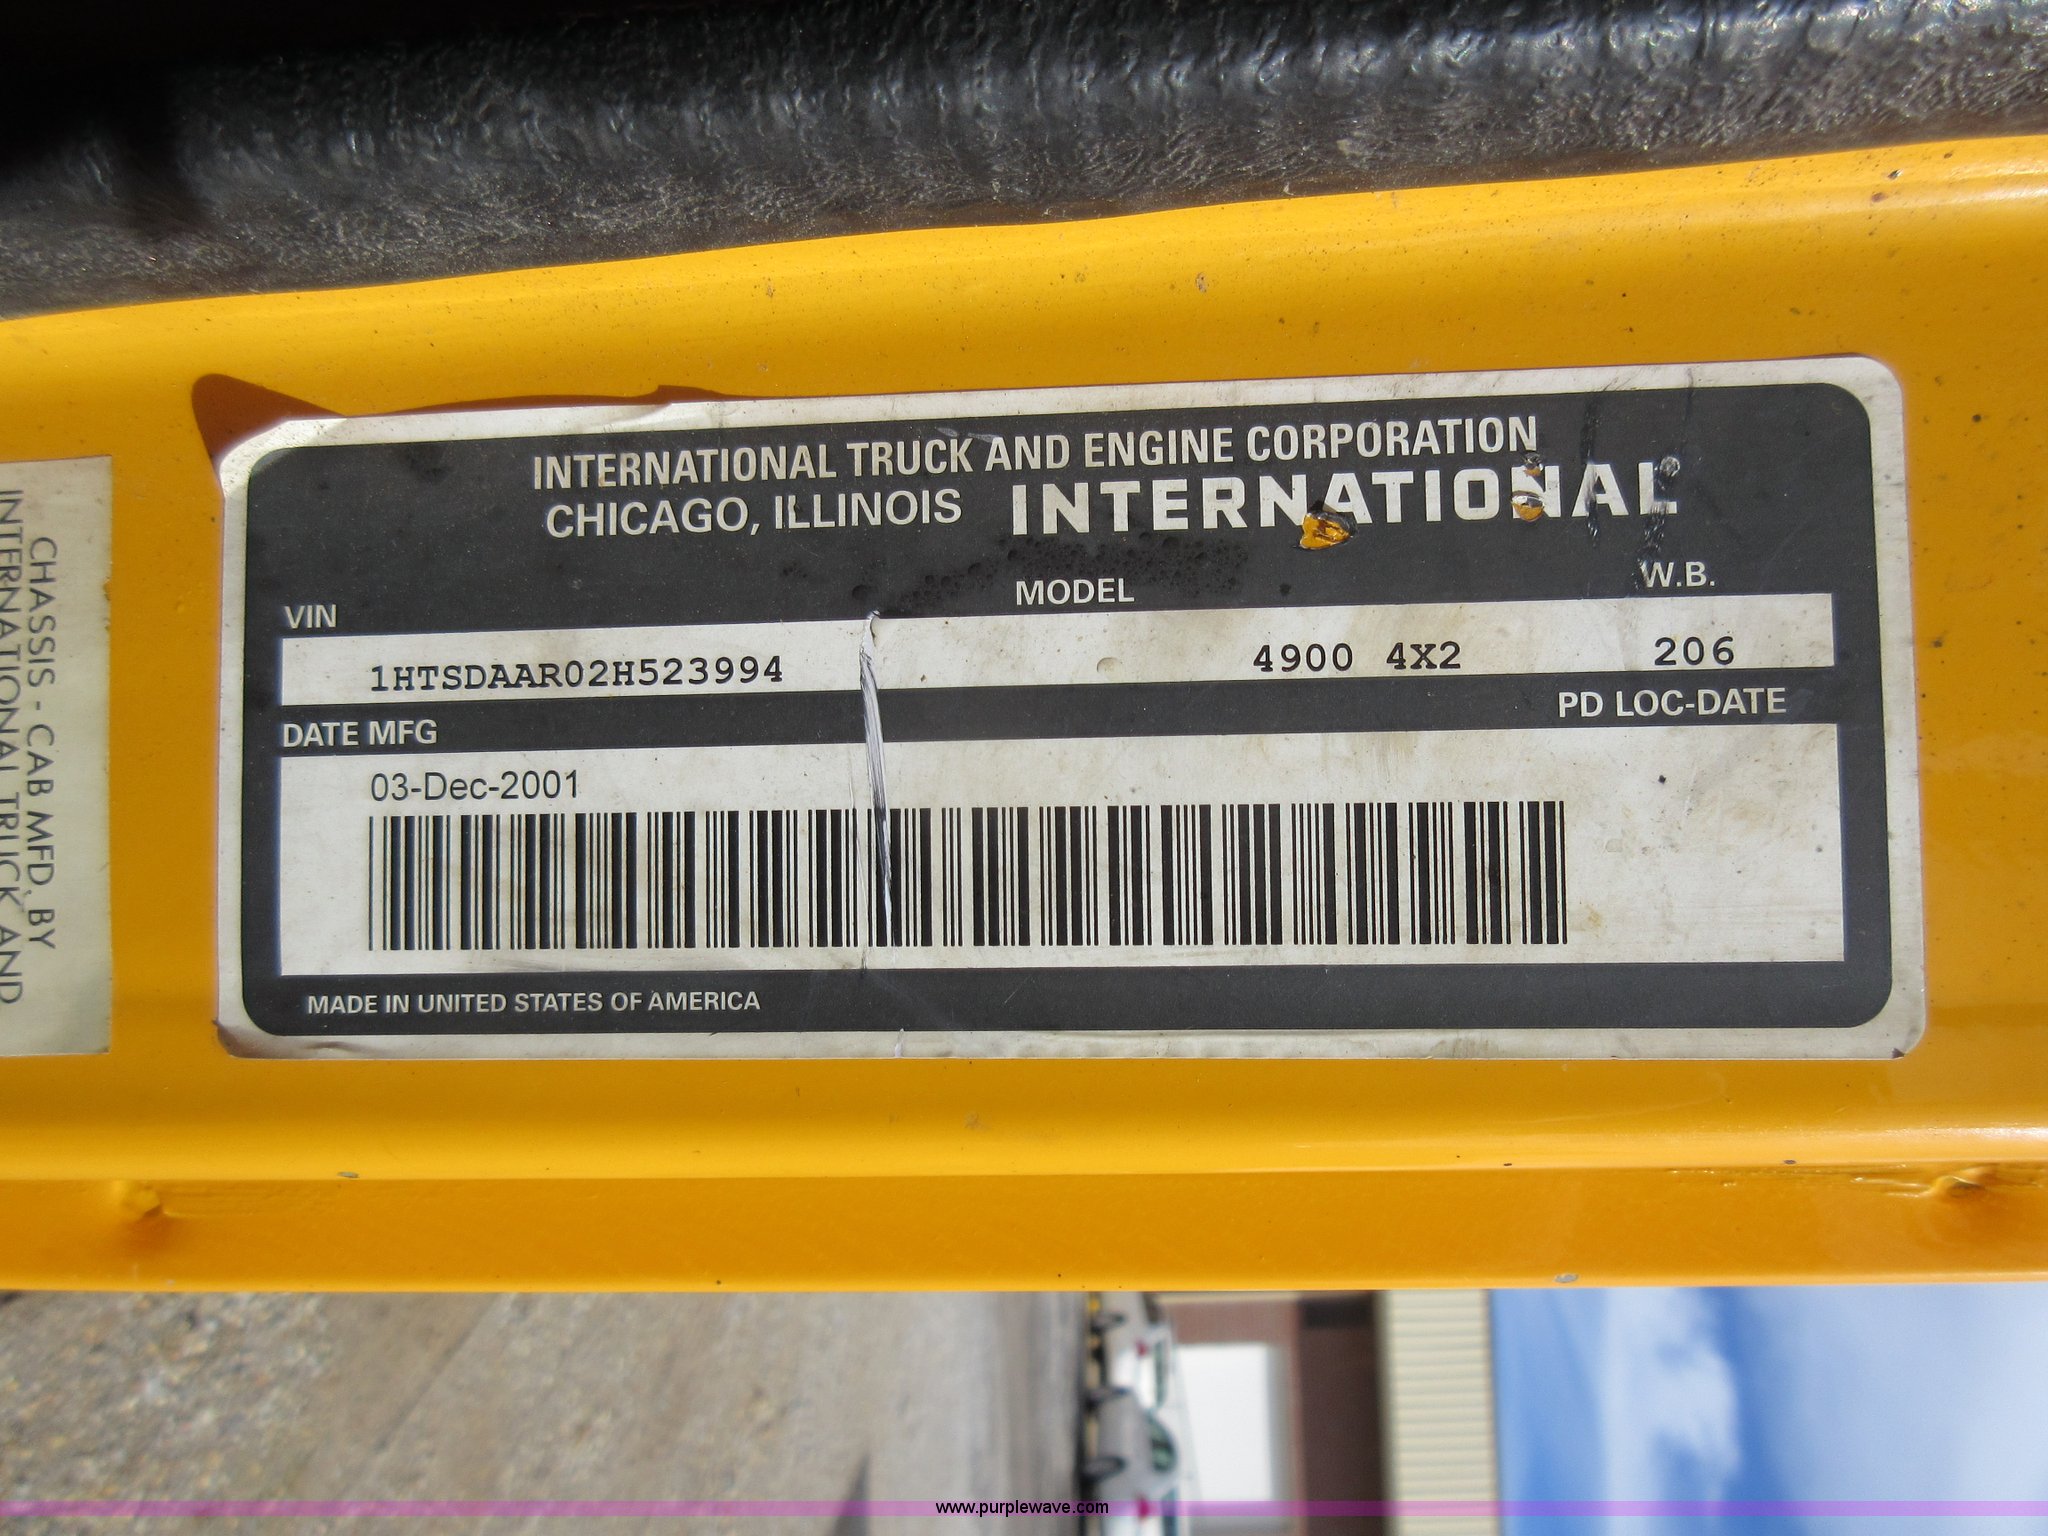 INTERNATIONAL TRUCK AND ENGINE CORPORATION
CHICAGO, ILLINOIS INTERNATIONAL
VIN MODEL W.B.
1HTSDAAR02H523994 4900 4X2 206
DATE MFG PD LOC-DATE
03-Dec-2001
MADE IN UNITED STATES OF AMERICA
CHASSIS - CAB MFD. BY
INTERNATIONAL TRUCK AND
www.purplewave.com